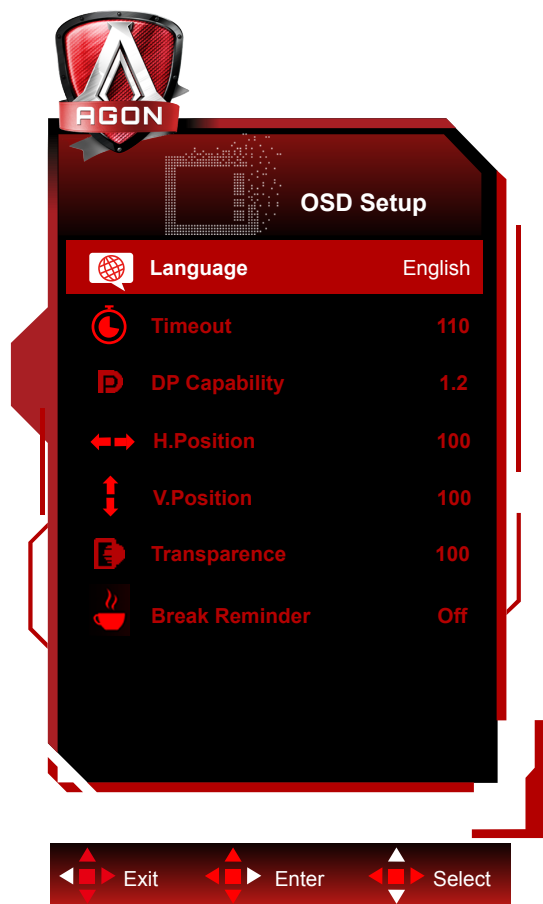 AGON
OSD Setup
Language English
Timeout 110
DP Capability 1.2
H.Position 100
V.Position 100
Transparence 100
Break Reminder Off
Exit Enter Select